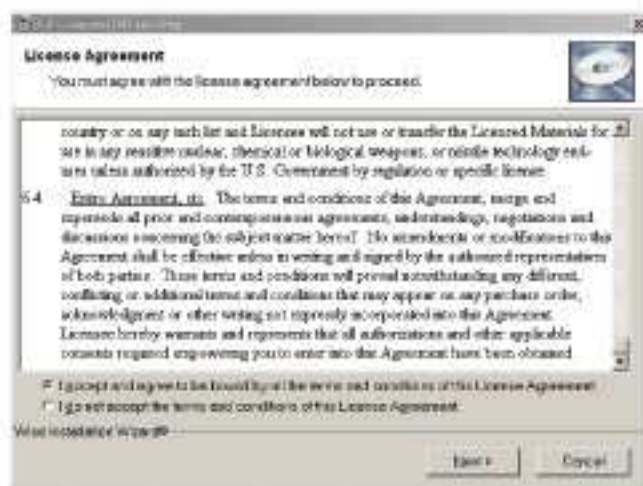 License Agreement
You must agree with the license agreement below to proceed.
country or on any such list and Licensee will not use or transfer the Licensed Materials for
use in any sensitive nuclear, chemical or biological weapons, or missile technology end-
uses unless authorized by the U.S. Government by regulation or specific license.
6.4 Entire Agreement, etc. The terms and conditions of this Agreement, merge and
supersede all prior and contemporaneous agreements, understandings, negotiations and
discussions concerning the subject matter hereof. No amendments or modifications to this
Agreement shall be effective unless in writing and signed by the authorized representatives
of both parties. These terms and conditions will prevail notwithstanding any different,
conflicting or additional terms and conditions that may appear on any purchase order,
acknowledgment or other writing not expressly incorporated into this Agreement.
Licensee hereby warrants and represents that all authorizations and other applicable
consents required empowering you to enter into this Agreement have been obtained.
I accept and agree to be bound by all the terms and conditions of this License Agreement
I do not accept the terms and conditions of this License Agreement
Wise Installation Wizard®
Next >
Cancel